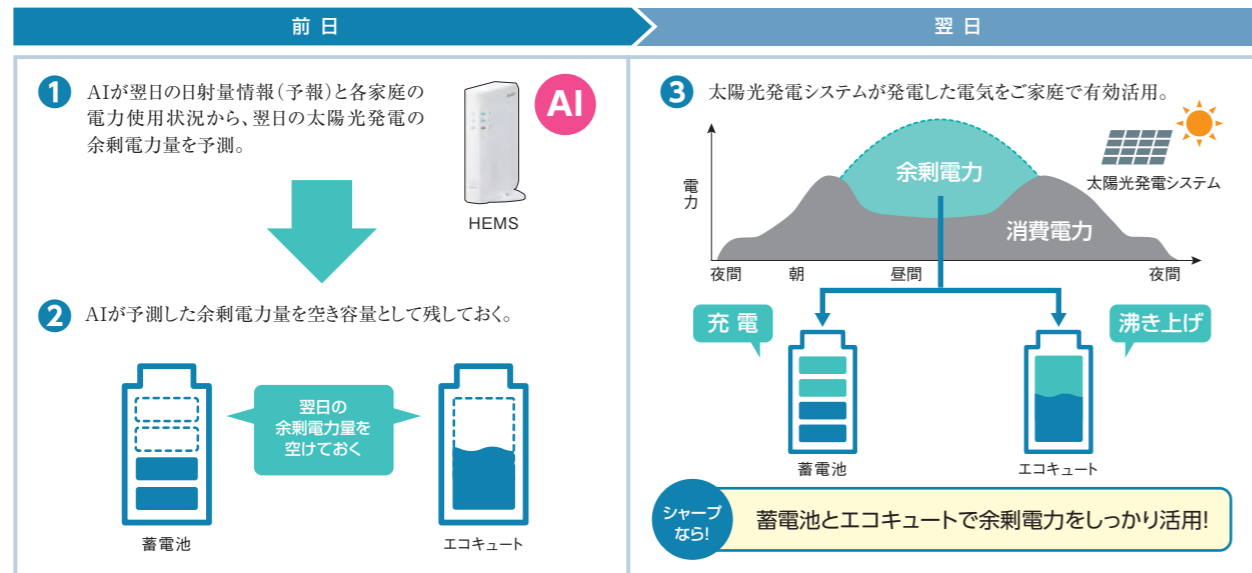 前日
翌日
1
AIが翌日の日射量情報（予報）と各家庭の
電力使用状況から、翌日の太陽光発電の
余剰電力量を予測。
AI
HEMS
2
AIが予測した余剰電力量を空き容量として残しておく。
翌日の
余剰電力量を
空けておく
蓄電池
エコキュート
3
太陽光発電システムが発電した電気をご家庭で有効活用。
電力
余剰電力
消費電力
太陽光発電システム
夜間
朝
昼間
夜間
充電
沸き上げ
蓄電池
エコキュート
シャープ
なら!
蓄電池とエコキュートで余剰電力をしっかり活用!